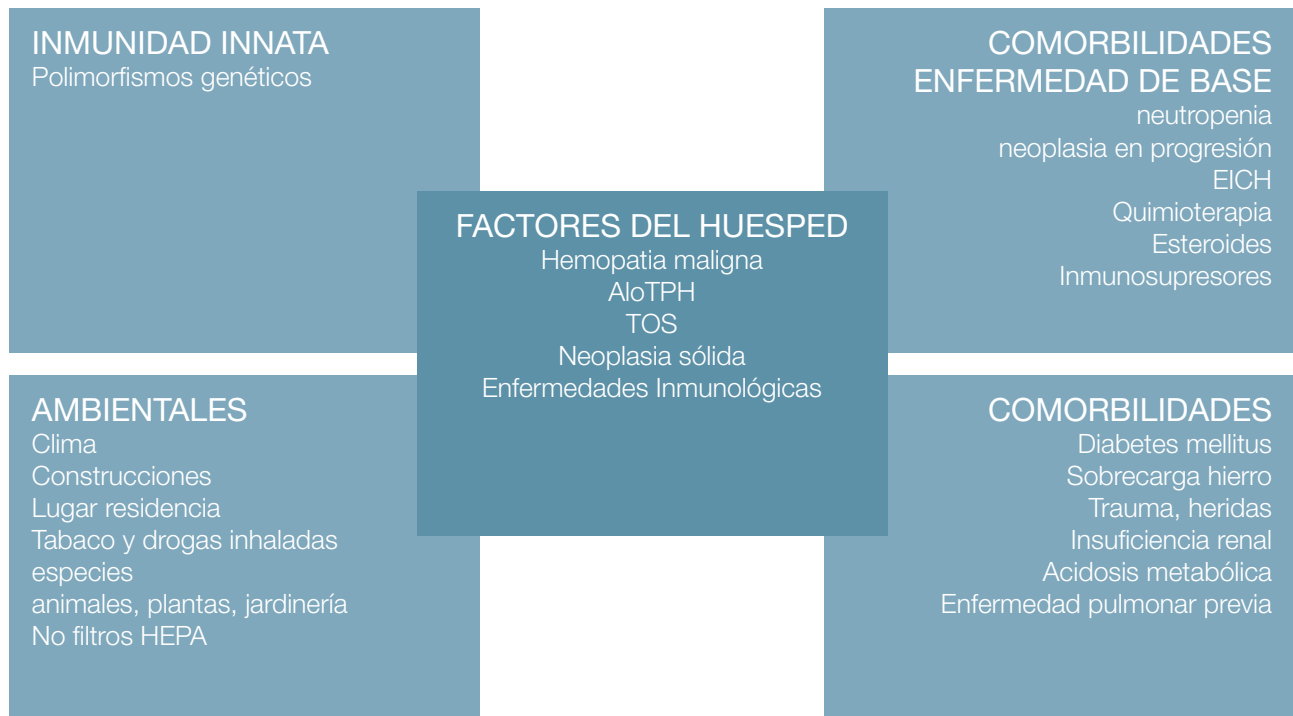 INMUNIDAD INNATA
Polimorfismos genéticos
COMORBILIDADES
ENFERMEDAD DE BASE
neutropenia
neoplasia en progresión
EICH
Quimioterapia
Esteroides
Inmunosupresores
FACTORES DEL HUESPED
Hemopatia maligna
AloTPH
TOS
Neoplasia sólida
Enfermedades Inmunológicas
AMBIENTALES
Clima
Construcciones
Lugar residencia
Tabaco y drogas inhaladas
especies
animales, plantas, jardinería
No filtros HEPA
COMORBILIDADES
Diabetes mellitus
Sobrecarga hierro
Trauma, heridas
Insuficiencia renal
Acidosis metabólica
Enfermedad pulmonar previa